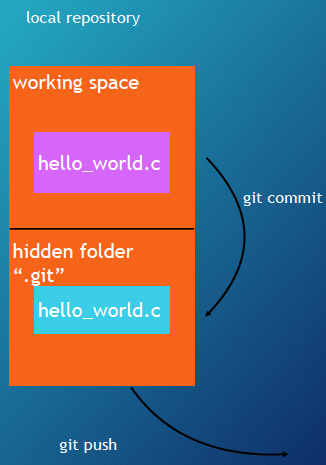 local repository
working space
hello_world.c
git commit
hidden folder
“.git”
hello_world.c
git push